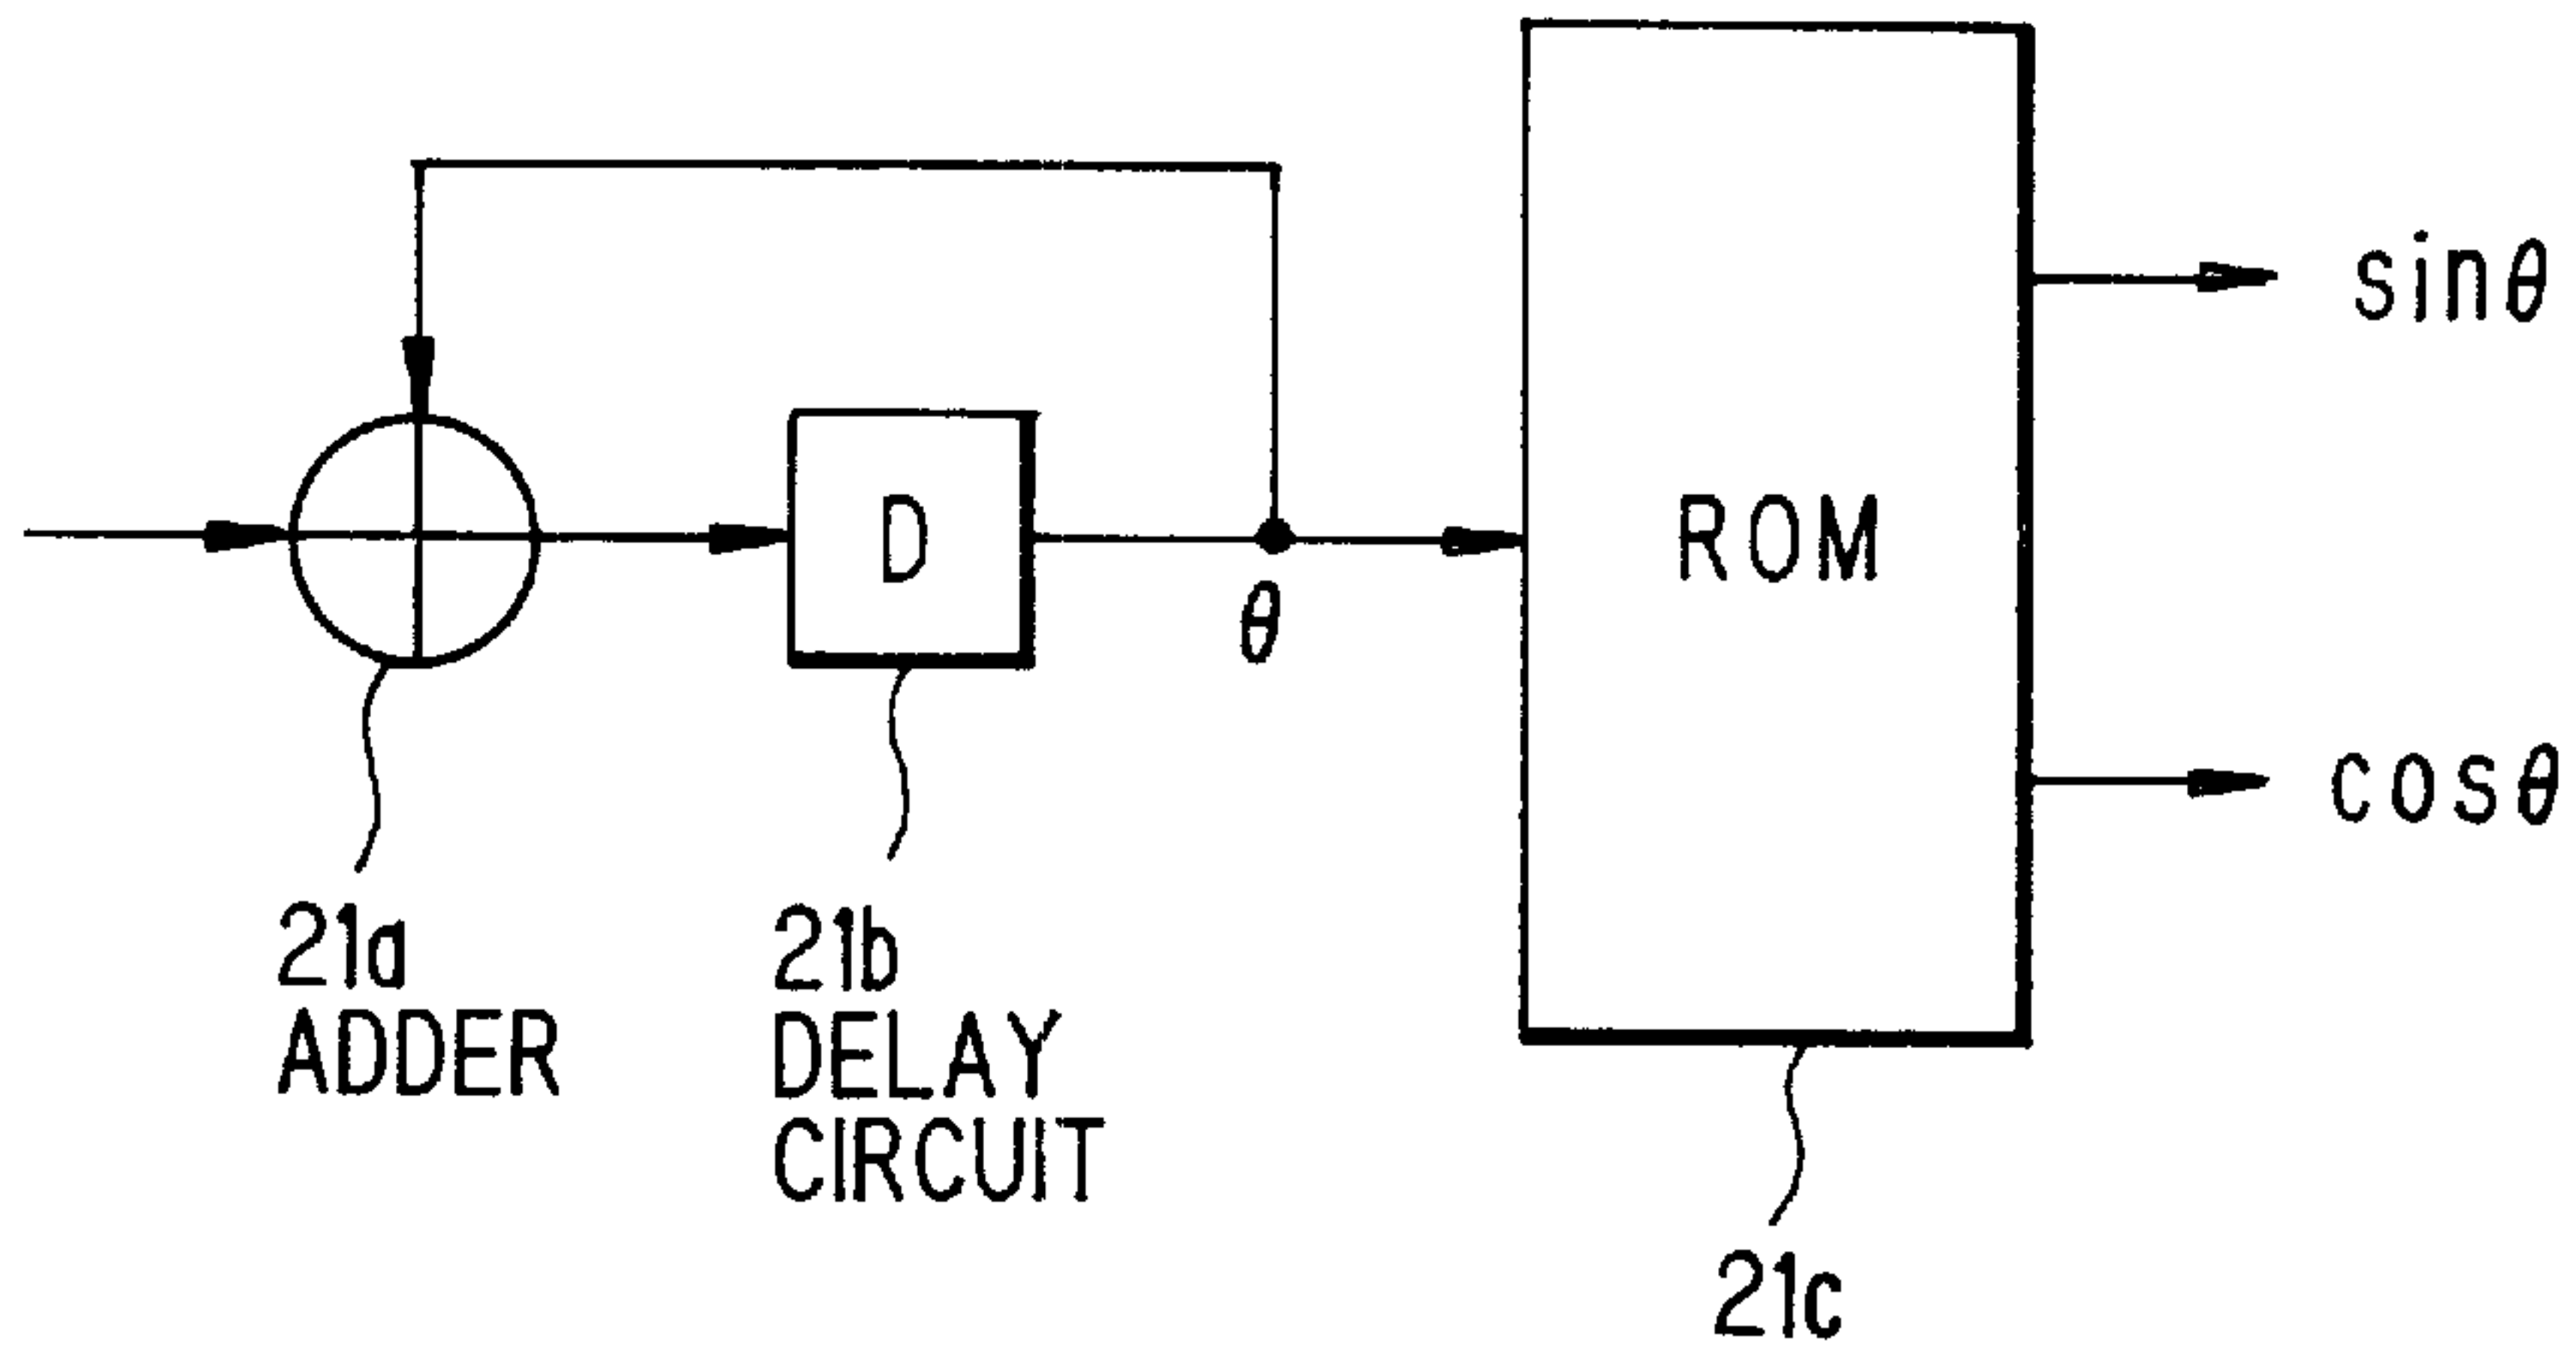 sinθ
D
ROM
θ
cosθ
21a
ADDER
21b
DELAY
CIRCUIT
21c